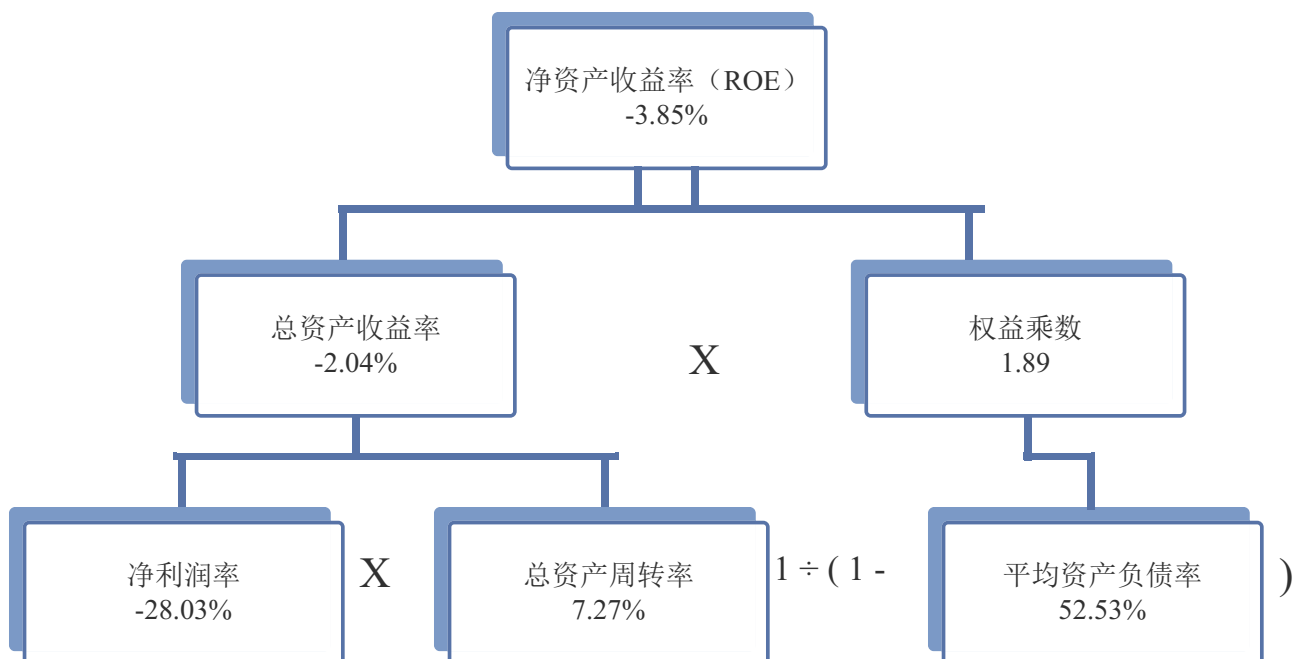 净资产收益率（ROE）
-3.85%
总资产收益率
-2.04%
X
权益乘数
1.89
净利润率
-28.03%
X
总资产周转率
7.27%
1 ÷ ( 1 -
平均资产负债率
52.53%
)